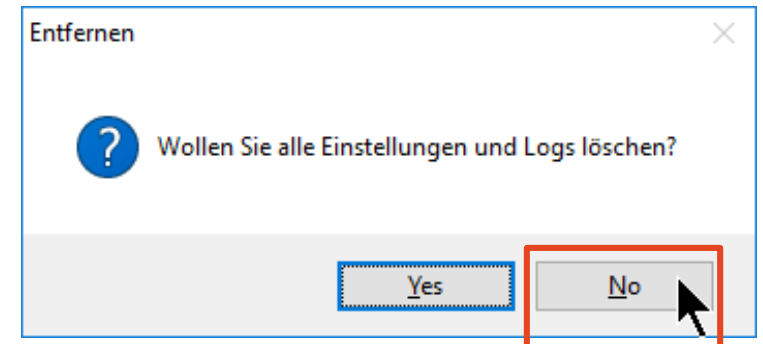 Entfernen
Wollen Sie alle Einstellungen und Logs löschen?
Yes
No